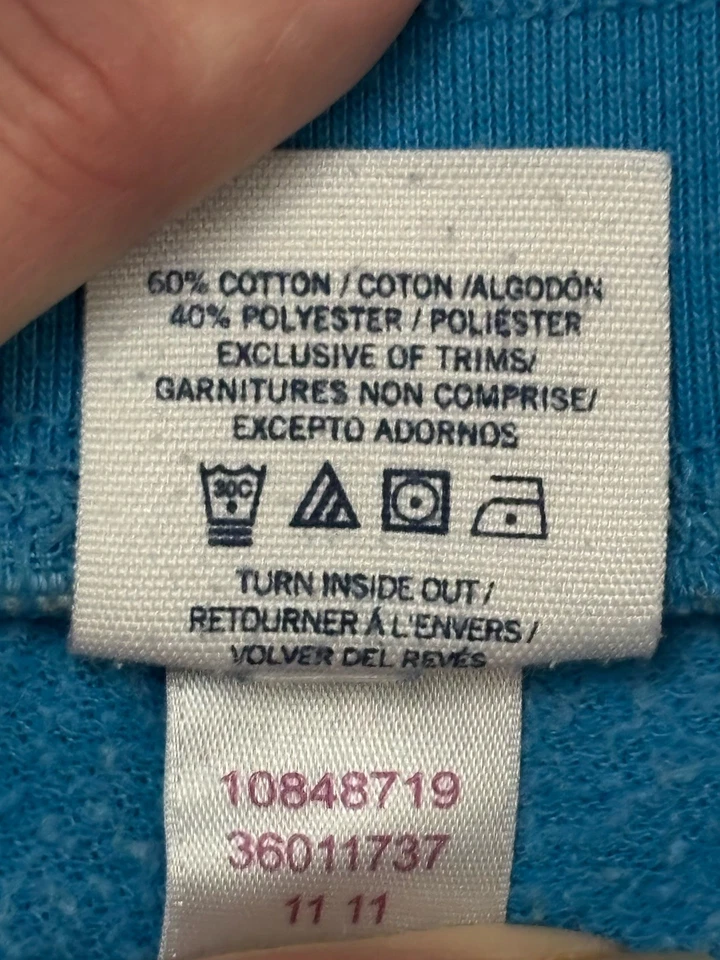 60% COTTON / COTON /ALGODÓN
40% POLYESTER / POLIÉSTER
EXCLUSIVE OF TRIMS/
GARNITURES NON COMPRISE/
EXCEPTO ADORNOS
30C
TURN INSIDE OUT /
RETOURNER Á L'ENVERS /
VOLVER DEL REVÉS
10848719
36011737
11 11